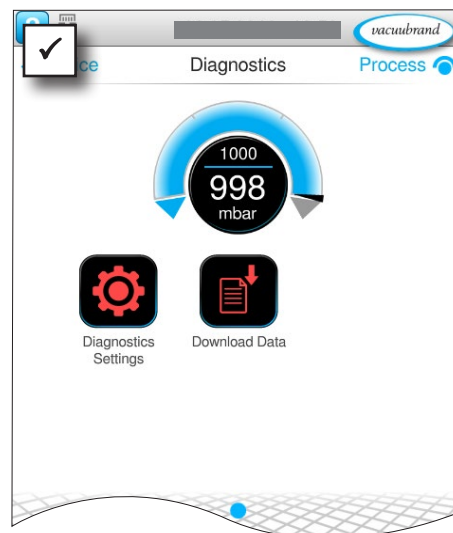 vacuubrand
ce
Diagnostics
Process
1000
998
mbar
Diagnostics
Settings
Download Data